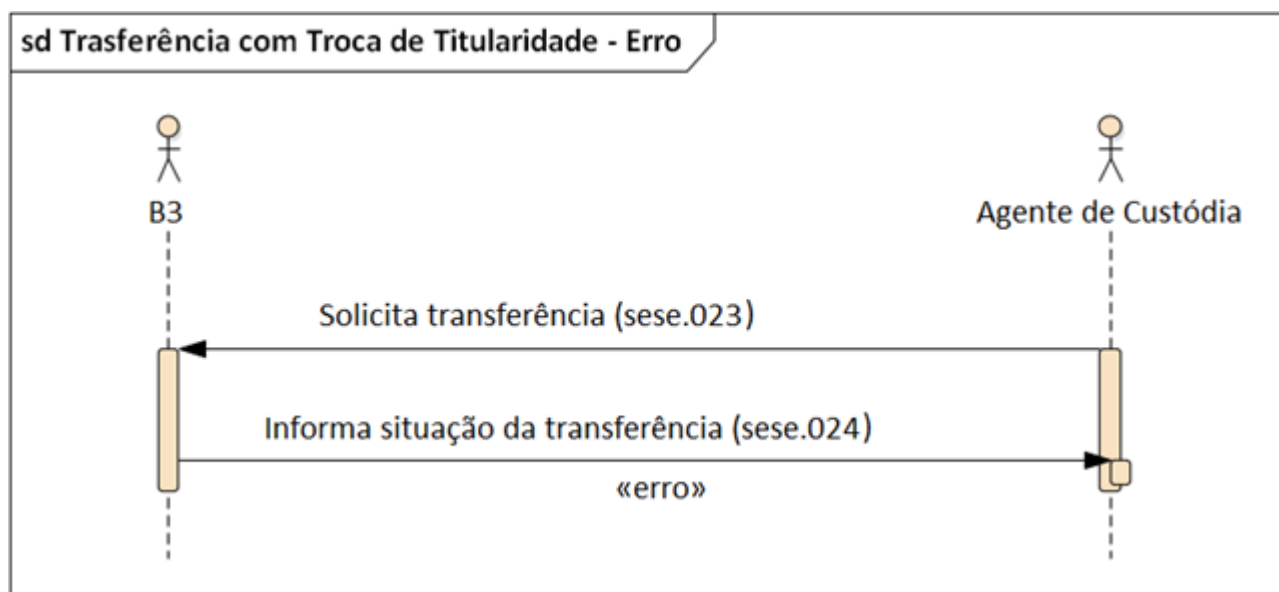 sd Trasferência com Troca de Titularidade - Erro
B3
Agente de Custódia
Solicita transferência (sese.023)
Informa situação da transferência (sese.024)
«erro»